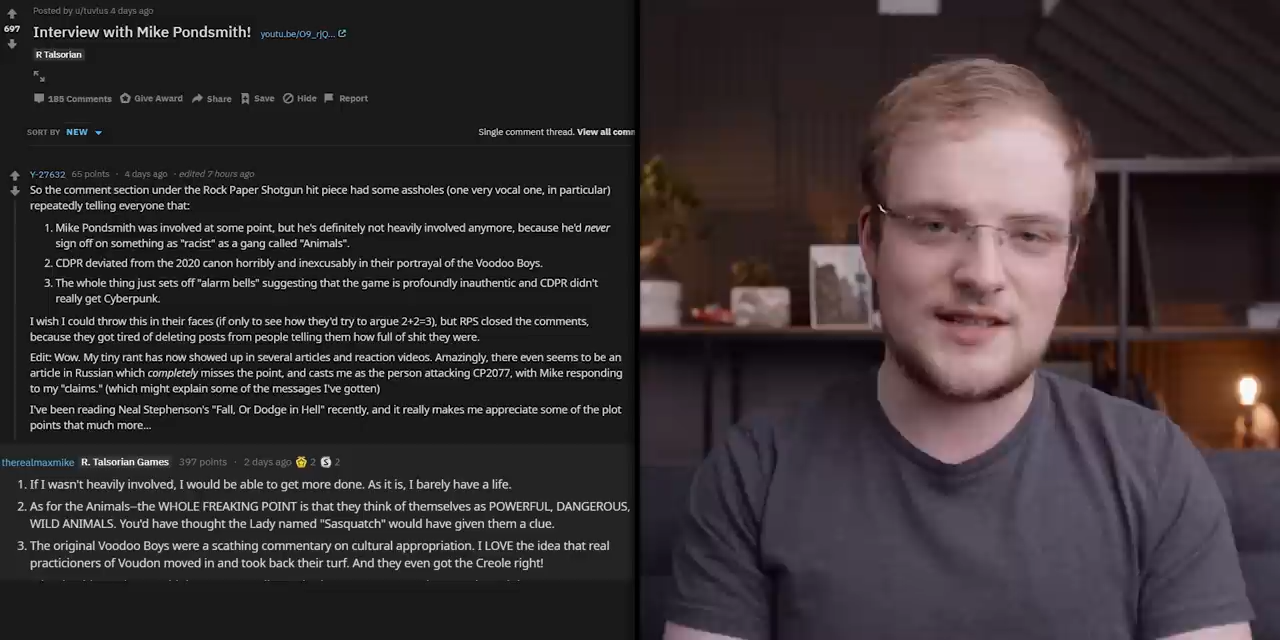 Posted by u/tuvlus 4 days ago
697
Interview with Mike Pondsmith! youtu.be/O9_rjQ...
R Talsorian
185 Comments Give Award Share Save Hide Report
SORT BY NEW
Single comment thread. View all comm
Y-27632 65 points · 4 days ago · edited 7 hours ago
So the comment section under the Rock Paper Shotgun hit piece had some assholes (one very vocal one, in particular)
repeatedly telling everyone that:
1. Mike Pondsmith was involved at some point, but he's definitely not heavily involved anymore, because he'd never
sign off on something as "racist" as a gang called "Animals".
2. CDPR deviated from the 2020 canon horribly and inexcusably in their portrayal of the Voodoo Boys.
3. The whole thing just sets off "alarm bells" suggesting that the game is profoundly inauthentic and CDPR didn't
really get Cyberpunk.
I wish I could throw this in their faces (if only to see how they'd try to argue 2+2=3), but RPS closed the comments,
because they got tired of deleting posts from people telling them how full of shit they were.
Edit: Wow. My tiny rant has now showed up in several articles and reaction videos. Amazingly, there even seems to be an
article in Russian which completely misses the point, and casts me as the person attacking CP2077, with Mike responding
to my "claims." (which might explain some of the messages I've gotten)
I've been reading Neal Stephenson's "Fall, Or Dodge in Hell" recently, and it really makes me appreciate some of the plot
points that much more...
therealmaxmike R. Talsorian Games 397 points · 2 days ago 2 S 2
1. If I wasn't heavily involved, I would be able to get more done. As it is, I barely have a life.
2. As for the Animals—the WHOLE FREAKING POINT is that they think of themselves as POWERFUL, DANGEROUS,
WILD ANIMALS. You'd have thought the Lady named "Sasquatch" would have given them a clue.
3. The original Voodoo Boys were a scathing commentary on cultural appropriation. I LOVE the idea that real
practicioners of Voudon moved in and took back their turf. And they even got the Creole right!